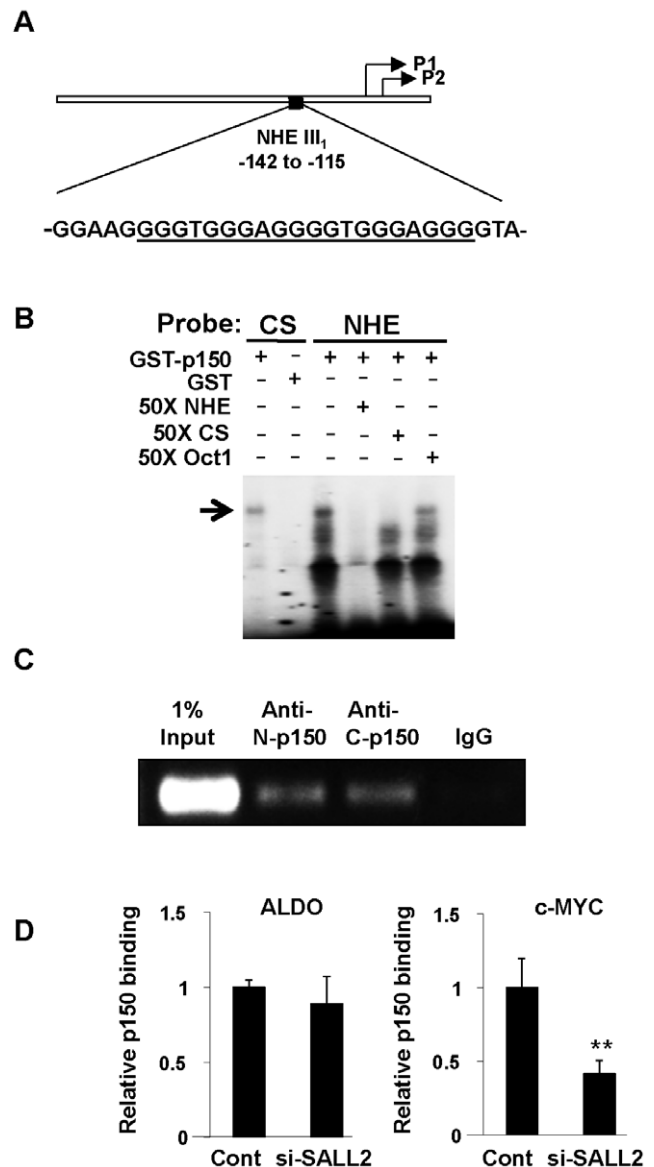 A
P1
P2
NHE III₁
-142 to -115
-GGAAGGGGTGGGAGGGGTGGGAGGGGTA-
B
Probe: CS NHE
GST-p150 + – + + + +
GST – + – – – –
50X NHE – – – + – –
50X CS – – – – + –
50X Oct1 – – – – – +
C
1% Input Anti-N-p150 Anti-C-p150 IgG
D
ALDO
Relative p150 binding
1.5
1
0.5
0
Cont si-SALL2
c-MYC
Relative p150 binding
1.5
1
0.5
0
**
Cont si-SALL2